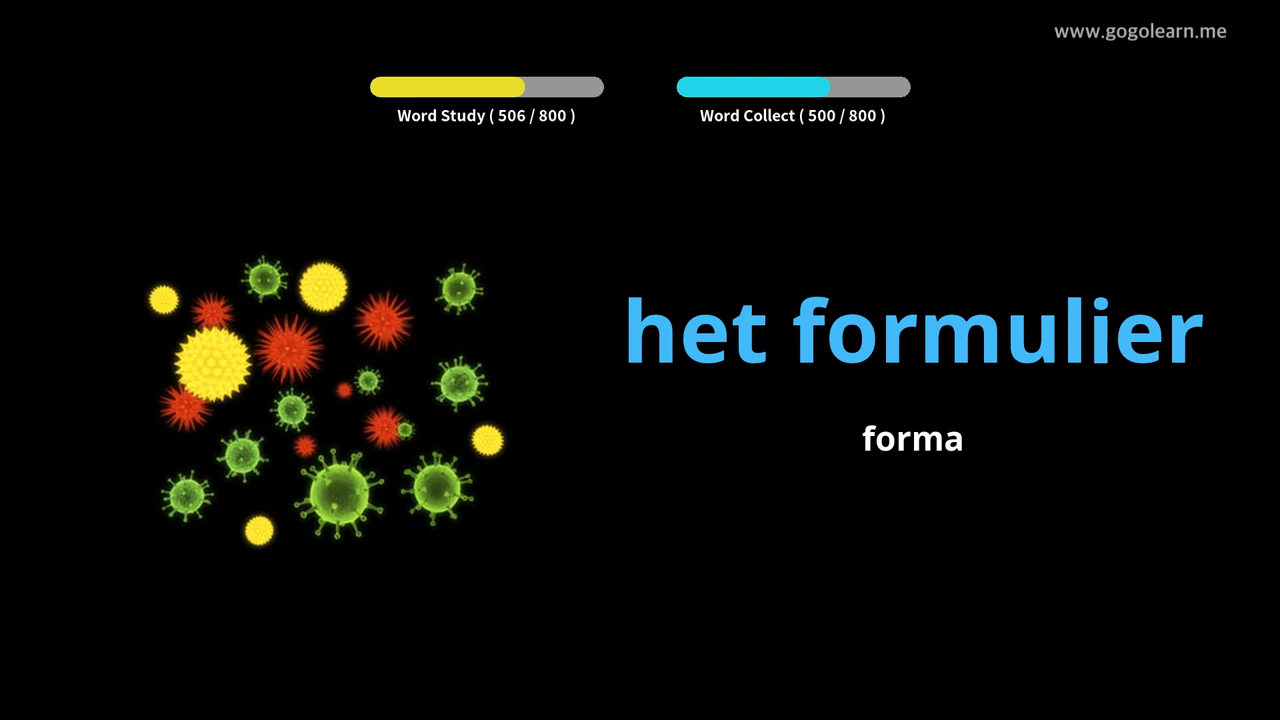 www.gogolearn.me
Word Study ( 506 / 800 )
Word Collect ( 500 / 800 )
het formulier
forma